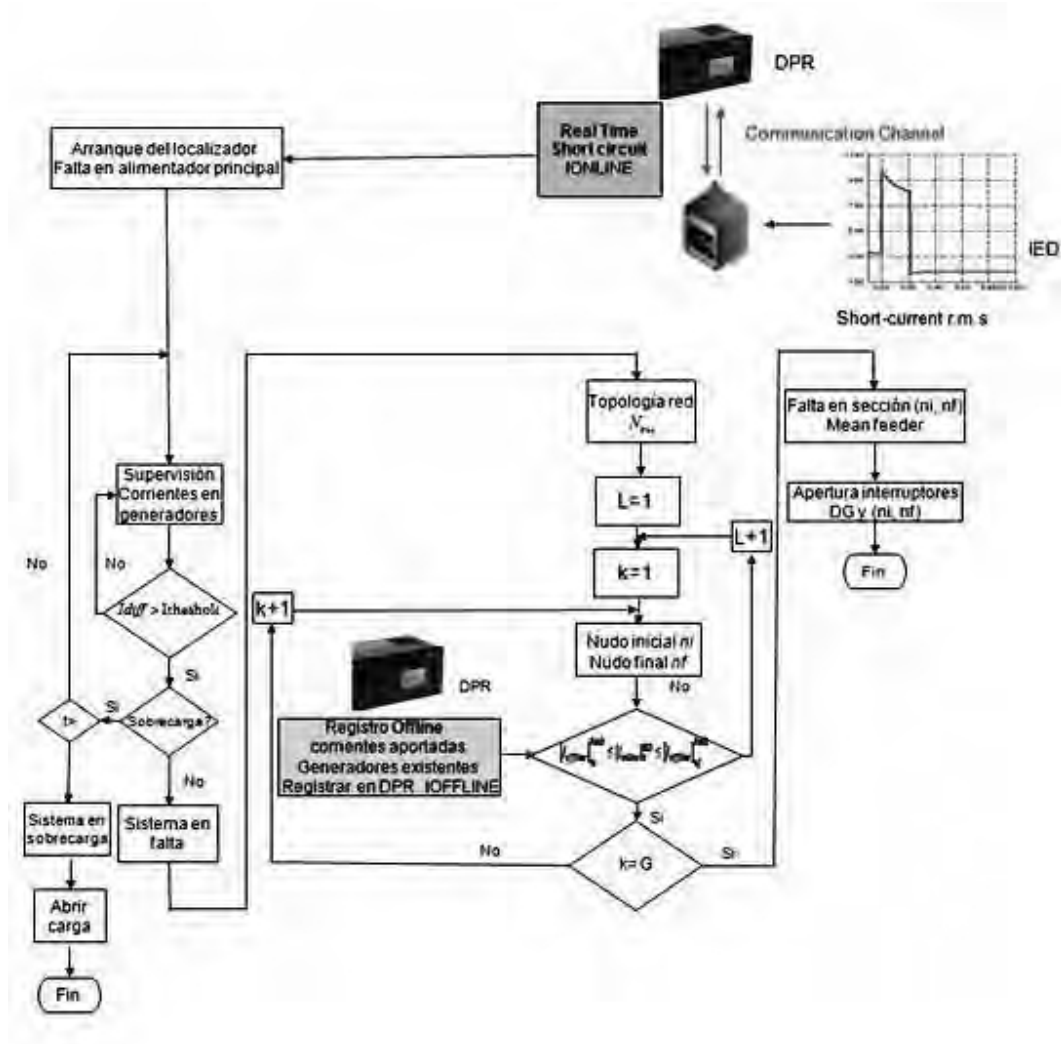 DPR
Real Time
Short circuit
IONLINE
Communication Channel
IED
Short-current r.m.s
Arranque del localizador
Falta en alimentador principal
Topología red
L=1
k=1
L+1
Nudo inicial ni
Nudo final nf
No
Falta en sección (ni, nf)
Mean feeder
Apertura interruptores
DG y (ni, nf)
Fin
Supervisión
Corrientes en
generadores
No
No
Idiff > Itheshold
k+1
DPR
Registro Offline
corrientes aportadas
Generadores existentes
Registrar en DPR IOFFLINE
Si
Sobrecarga?
Si
t>
No
Sistema en
sobrecarga
Sistema en
falta
Si
No
k= G
Si
Abrir
carga
Fin